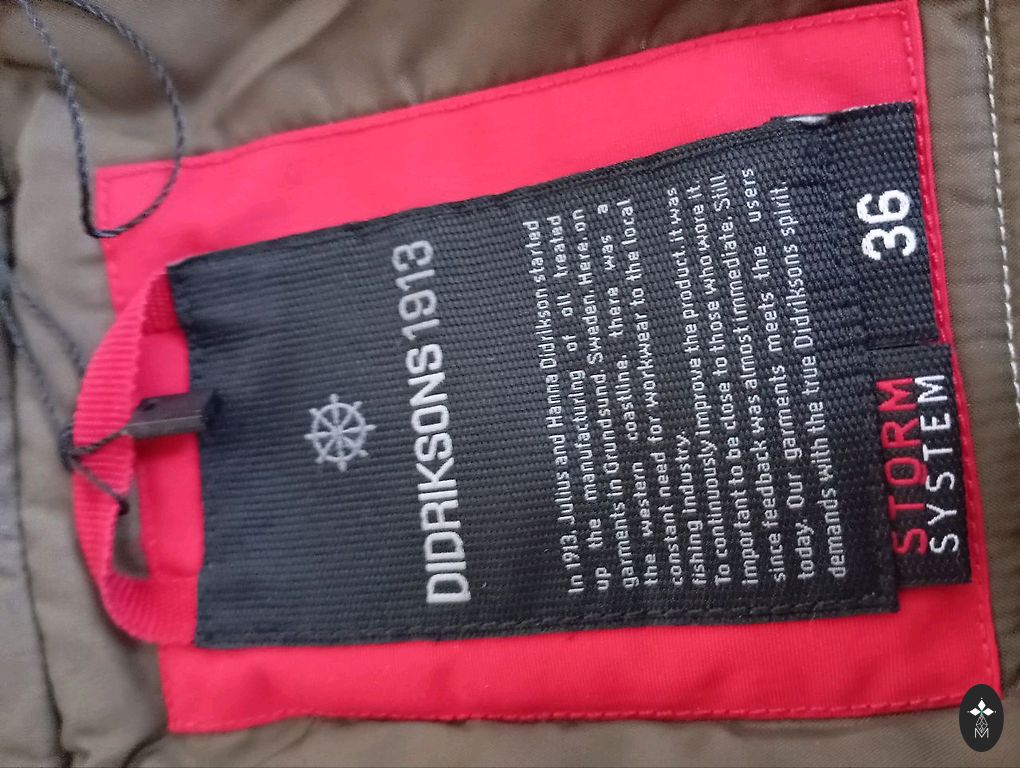 DIDRIKSONS1913
In 1913, Julius and Hanna Didrikson started
up the manufacturing of oil treated
garments in Grundsund, Sweden. Here, on
the western coastline, there was a
constant need for workwear to the local
fishing industry.
To continuously improve the product, it was
important to be close to those who wore it.
since feedback was almost immediate. Still
today. Our garments meets the users
demands with the true Didriksons spirit.
36
STORM
SYSTEM
M